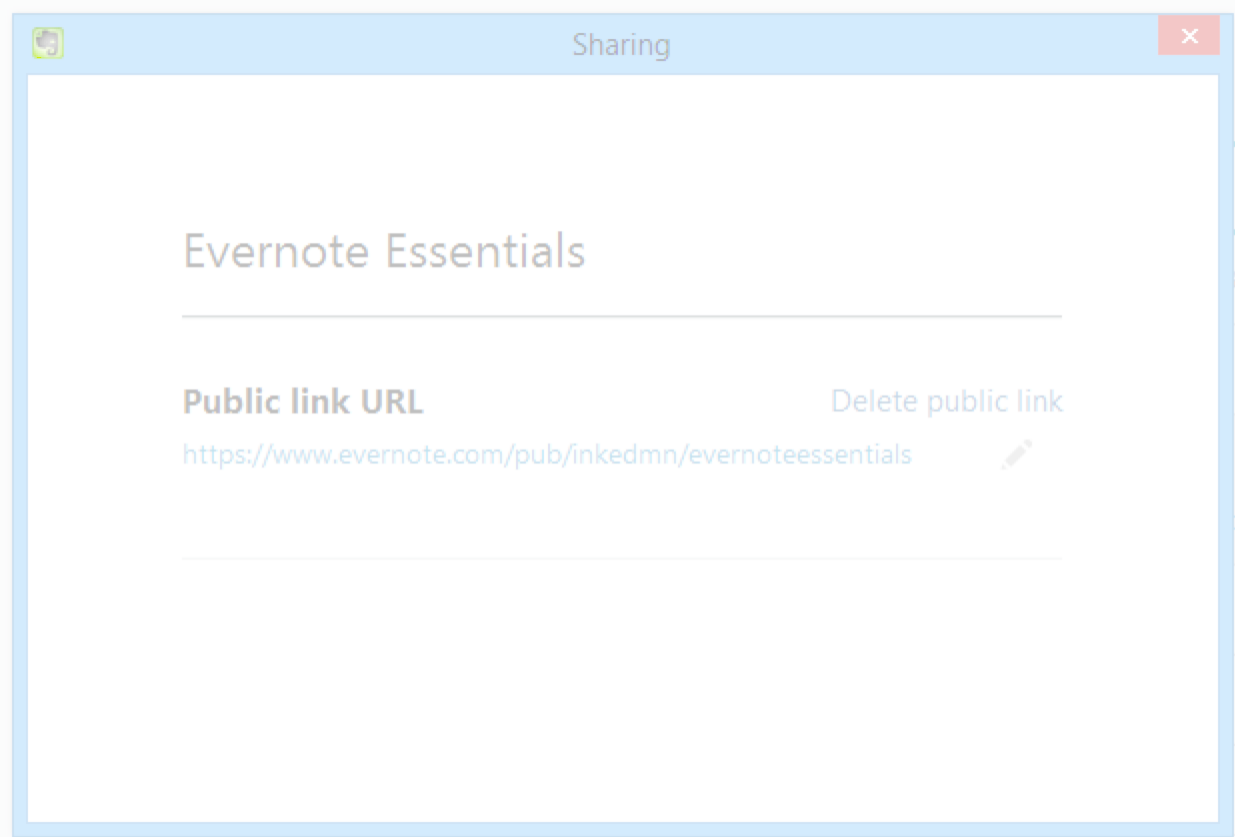 Sharing
Evernote Essentials
Public link URL
Delete public link
https://www.evernote.com/pub/inkedmn/evernoteessentials